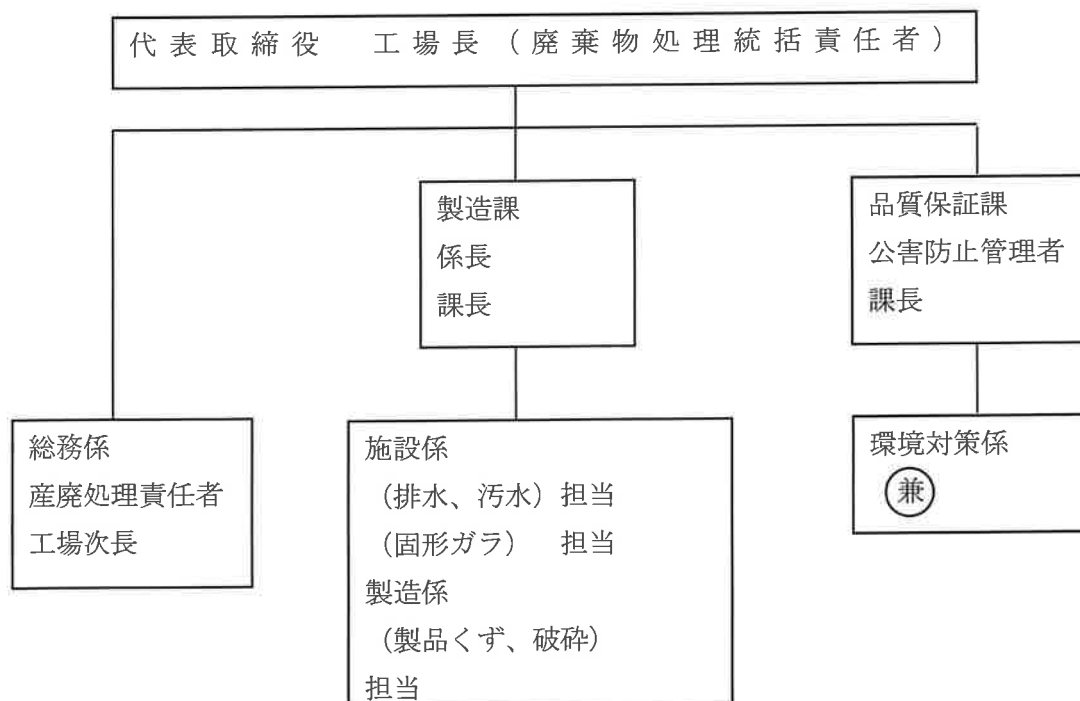 代表取締役　工場長（廃棄物処理統括責任者）
製造課
係長
課長
品質保証課
公害防止管理者
課長
総務係
産廃処理責任者
工場次長
施設係
（排水、汚水）担当
（固形ガラ）　担当
製造係
（製品くず、破砕）
担当
環境対策係
兼